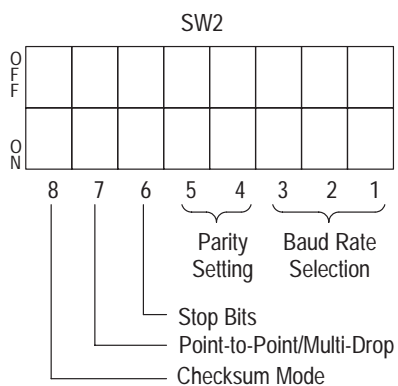 SW2
OFF
ON
8 7 6 5 4 3 2 1
Parity Setting
Baud Rate Selection
Stop Bits
Point-to-Point/Multi-Drop
Checksum Mode